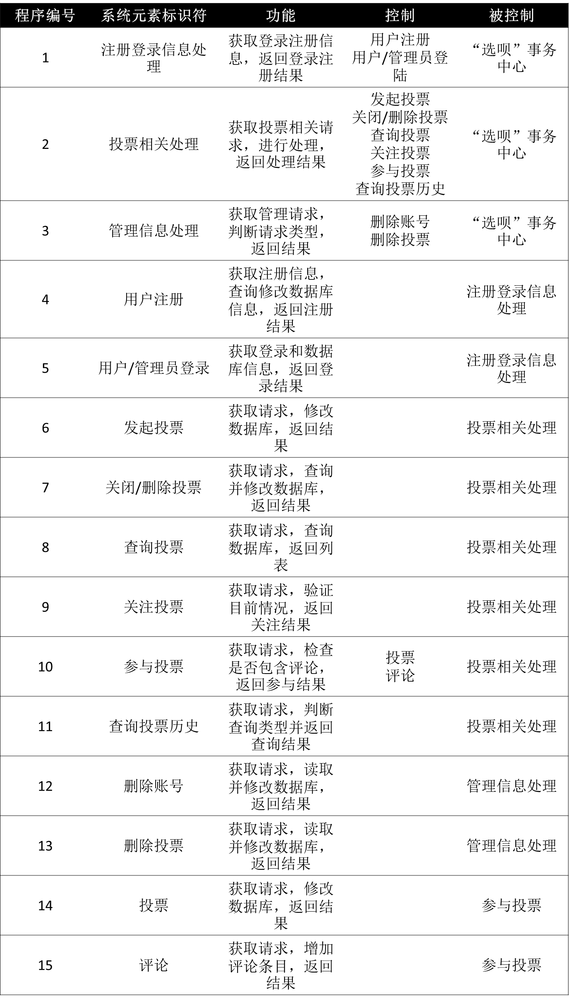 程序编号 系统元素标识符 功能 控制 被控制
1
注册登录信息处
理
获取登录注册信
息，返回登录注
册结果
用户注册
用户/管理员登
陆
“选呗”事务
中心
2
投票相关处理
获取投票相关请
求，进行处理，
返回处理结果
发起投票
关闭/删除投票
查询投票
关注投票
参与投票
查询投票历史
“选呗”事务
中心
3
管理信息处理
获取管理请求，
判断请求类型，
返回结果
删除账号
删除投票
“选呗”事务
中心
4
用户注册
获取注册信息，
查询修改数据库
信息，返回注册
结果
注册登录信息
处理
5
用户/管理员登录
获取登录和数据
库信息，返回登
录结果
注册登录信息
处理
6
发起投票
获取请求，修改
数据库，返回结
果
投票相关处理
7
关闭/删除投票
获取请求，查询
并修改数据库，
返回结果
投票相关处理
8
查询投票
获取请求，查询
数据库，返回列
表
投票相关处理
9
关注投票
获取请求，验证
目前情况，返回
关注结果
投票相关处理
10
参与投票
获取请求，检查
是否包含评论，
返回参与结果
投票
评论
投票相关处理
11
查询投票历史
获取请求，判断
查询类型并返回
查询结果
投票相关处理
12
删除账号
获取请求，读取
并修改数据库，
返回结果
管理信息处理
13
删除投票
获取请求，读取
并修改数据库，
返回结果
管理信息处理
14
投票
获取请求，修改
数据库，返回结
果
参与投票
15
评论
获取请求，增加
评论条目，返回
结果
参与投票